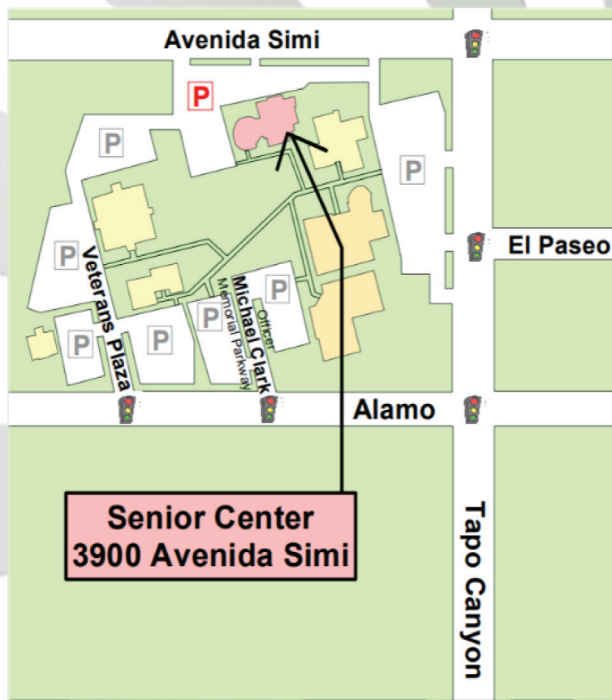 Avenida Simi
P
P
P
P
El Paseo
P
P
P
P
Veterans Plaza
Officer
Michael Clark
Memorial Parkway
Alamo
Senior Center
3900 Avenida Simi
Tapo Canyon